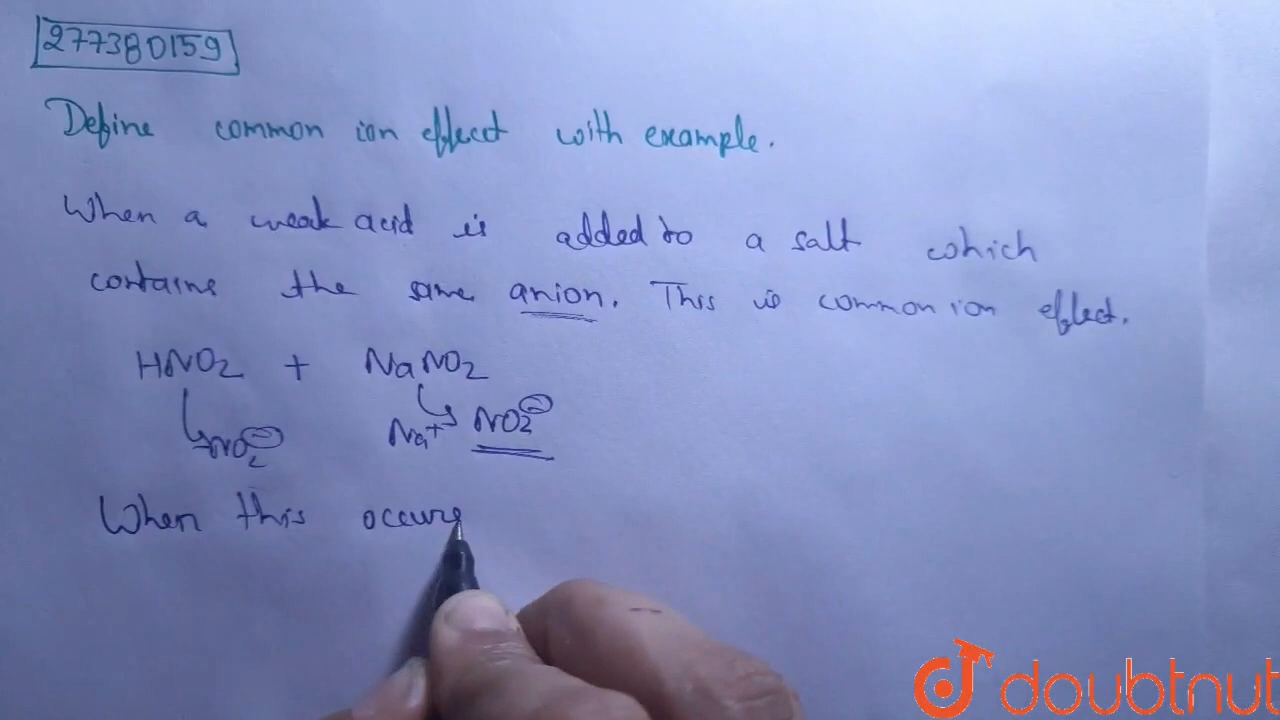 277380159
Define common ion effect with example.
When a weak acid is added to a salt which
contains the same anion. This is common ion effect.
HNO2 + NaNO2
NO2⊖ Na+ NO2⊖
When this occurs
doubtnut